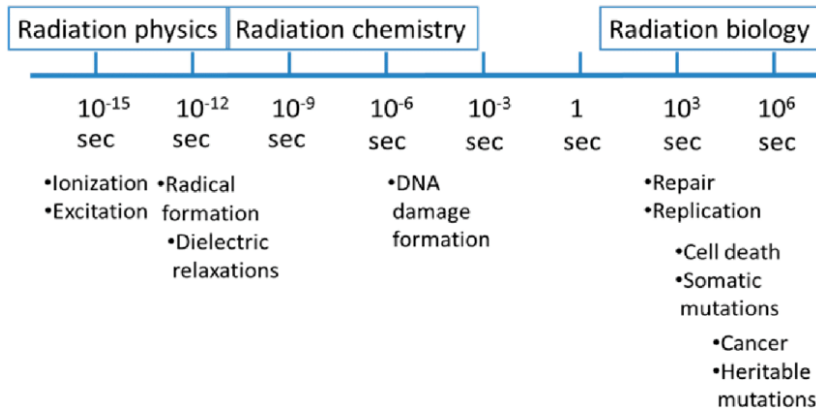 Radiation physics
Radiation chemistry
Radiation biology
10⁻¹⁵ sec
10⁻¹² sec
10⁻⁹ sec
10⁻⁶ sec
10⁻³ sec
1 sec
10³ sec
10⁶ sec
•Ionization
•Excitation
•Radical
formation
•Dielectric
relaxations
•DNA
damage
formation
•Repair
•Replication
•Cell death
•Somatic
mutations
•Cancer
•Heritable
mutations